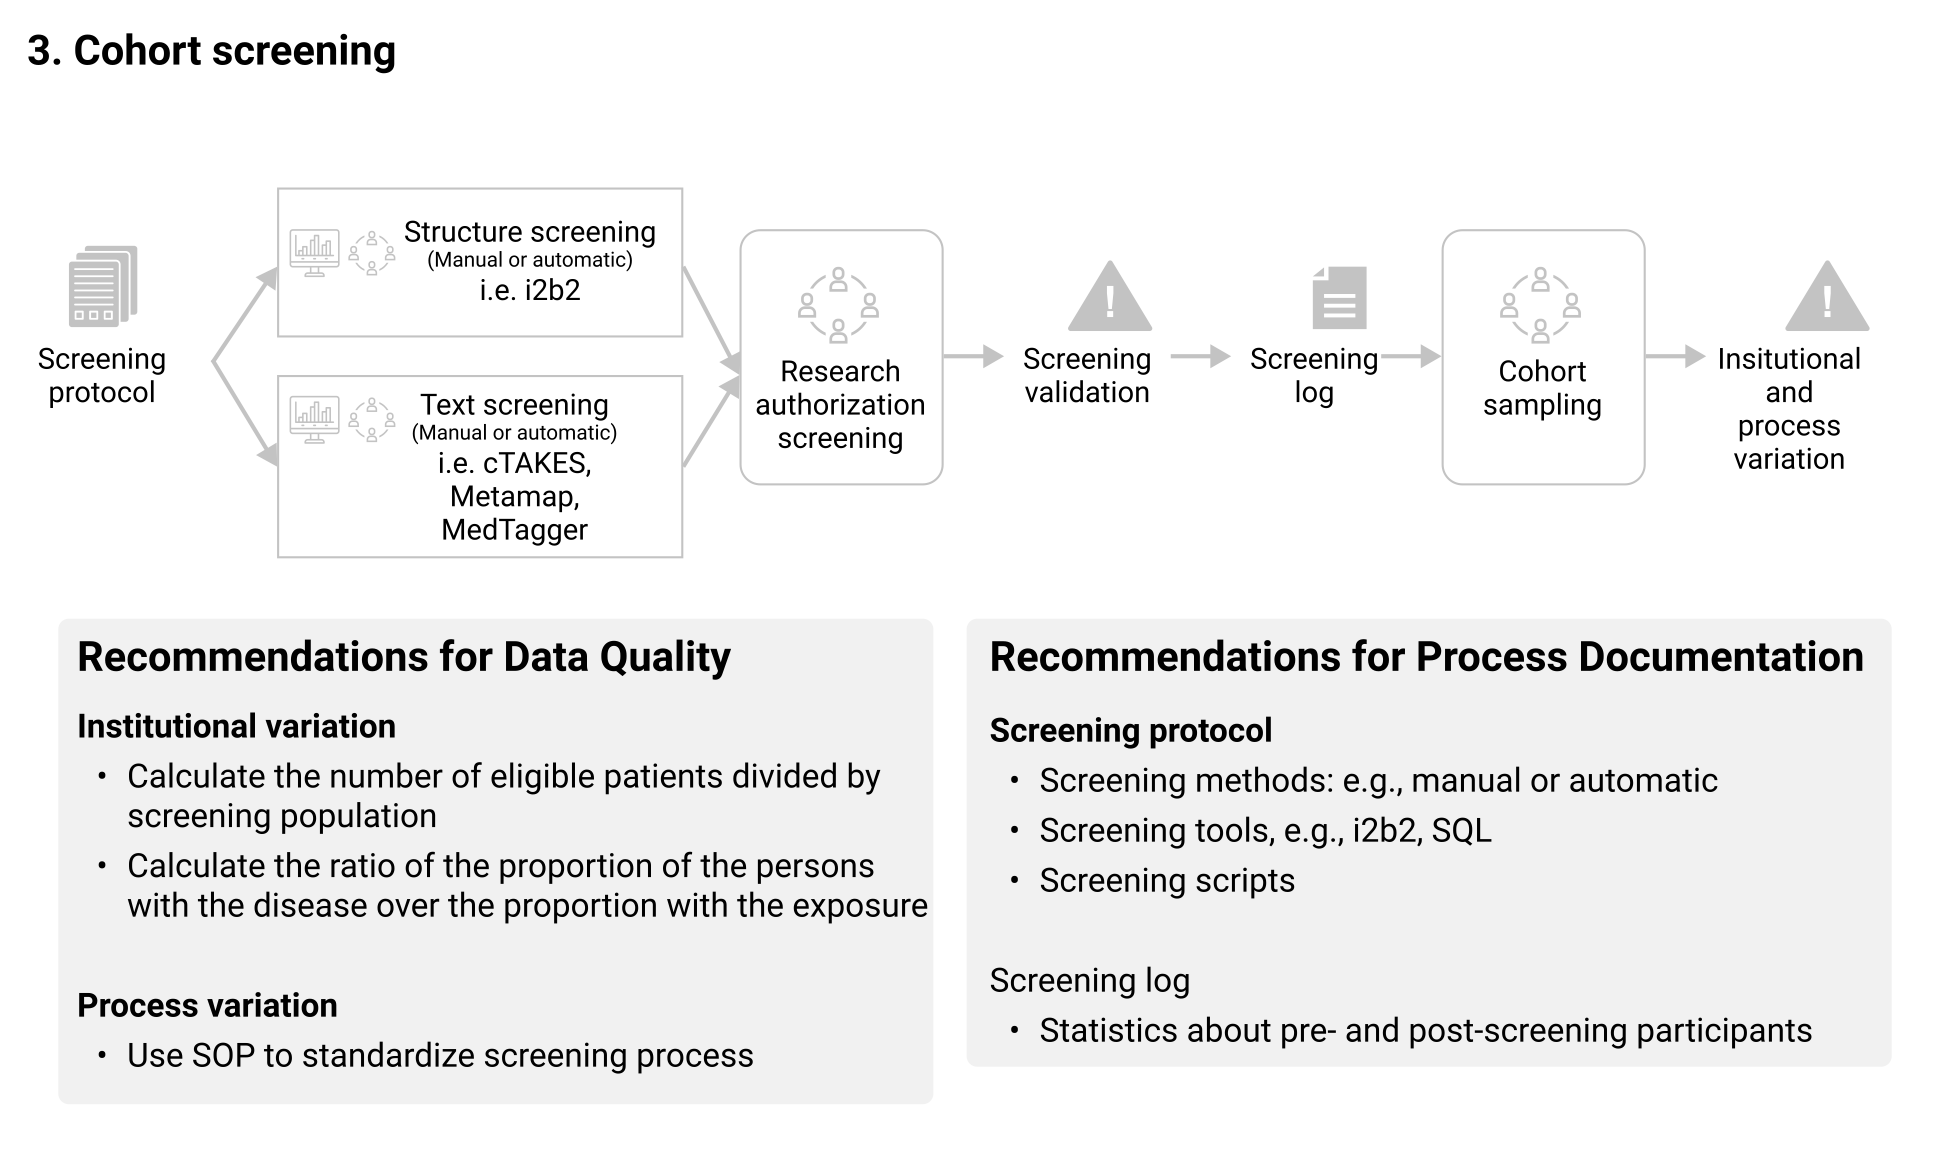 3. Cohort screening
Screening
protocol
Structure screening
(Manual or automatic)
i.e. i2b2
Text screening
(Manual or automatic)
i.e. cTAKES,
Metamap,
MedTagger
Research
authorization
screening
!
Screening
validation
Screening
log
Cohort
sampling
!
Insitutional
and
process
variation
Recommendations for Data Quality
Institutional variation
• Calculate the number of eligible patients divided by
screening population
• Calculate the ratio of the proportion of the persons
with the disease over the proportion with the exposure
Process variation
• Use SOP to standardize screening process
Recommendations for Process Documentation
Screening protocol
• Screening methods: e.g., manual or automatic
• Screening tools, e.g., i2b2, SQL
• Screening scripts
Screening log
• Statistics about pre- and post-screening participants